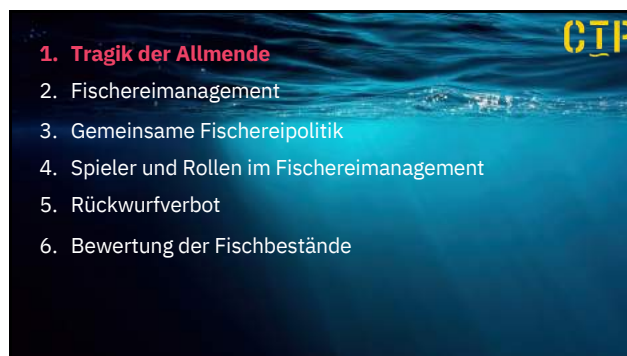 CTF
1. Tragik der Allmende
2. Fischereimanagement
3. Gemeinsame Fischereipolitik
4. Spieler und Rollen im Fischereimanagement
5. Rückwurfverbot
6. Bewertung der Fischbestände